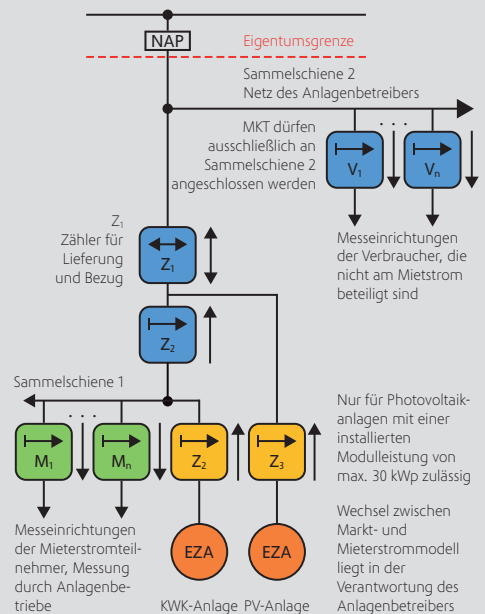 NAP
Eigentumsgrenze
Sammelschiene 2
Netz des Anlagenbetreibers
MKT dürfen
ausschließlich an
Sammelschiene 2
angeschlossen werden
. . .
V1
Vn
Z1
Zähler für
Lieferung
und Bezug
Z1
Messeinrichtungen
der Verbraucher, die
nicht am Mietstrom
beteiligt sind
Z2
Sammelschiene 1
. . .
M1
Mn
Z2
Z3
Nur für Photovoltaik-
anlagen mit einer
installierten
Modulleistung von
max. 30 kWp zulässig
Messeinrichtungen
der Mieterstromteil-
nehmer, Messung
durch Anlagenbe-
triebe
EZA
EZA
KWK-Anlage
PV-Anlage
Wechsel zwischen
Markt- und
Mieterstrommodell
liegt in der
Verantwortung des
Anlagenbetreibers